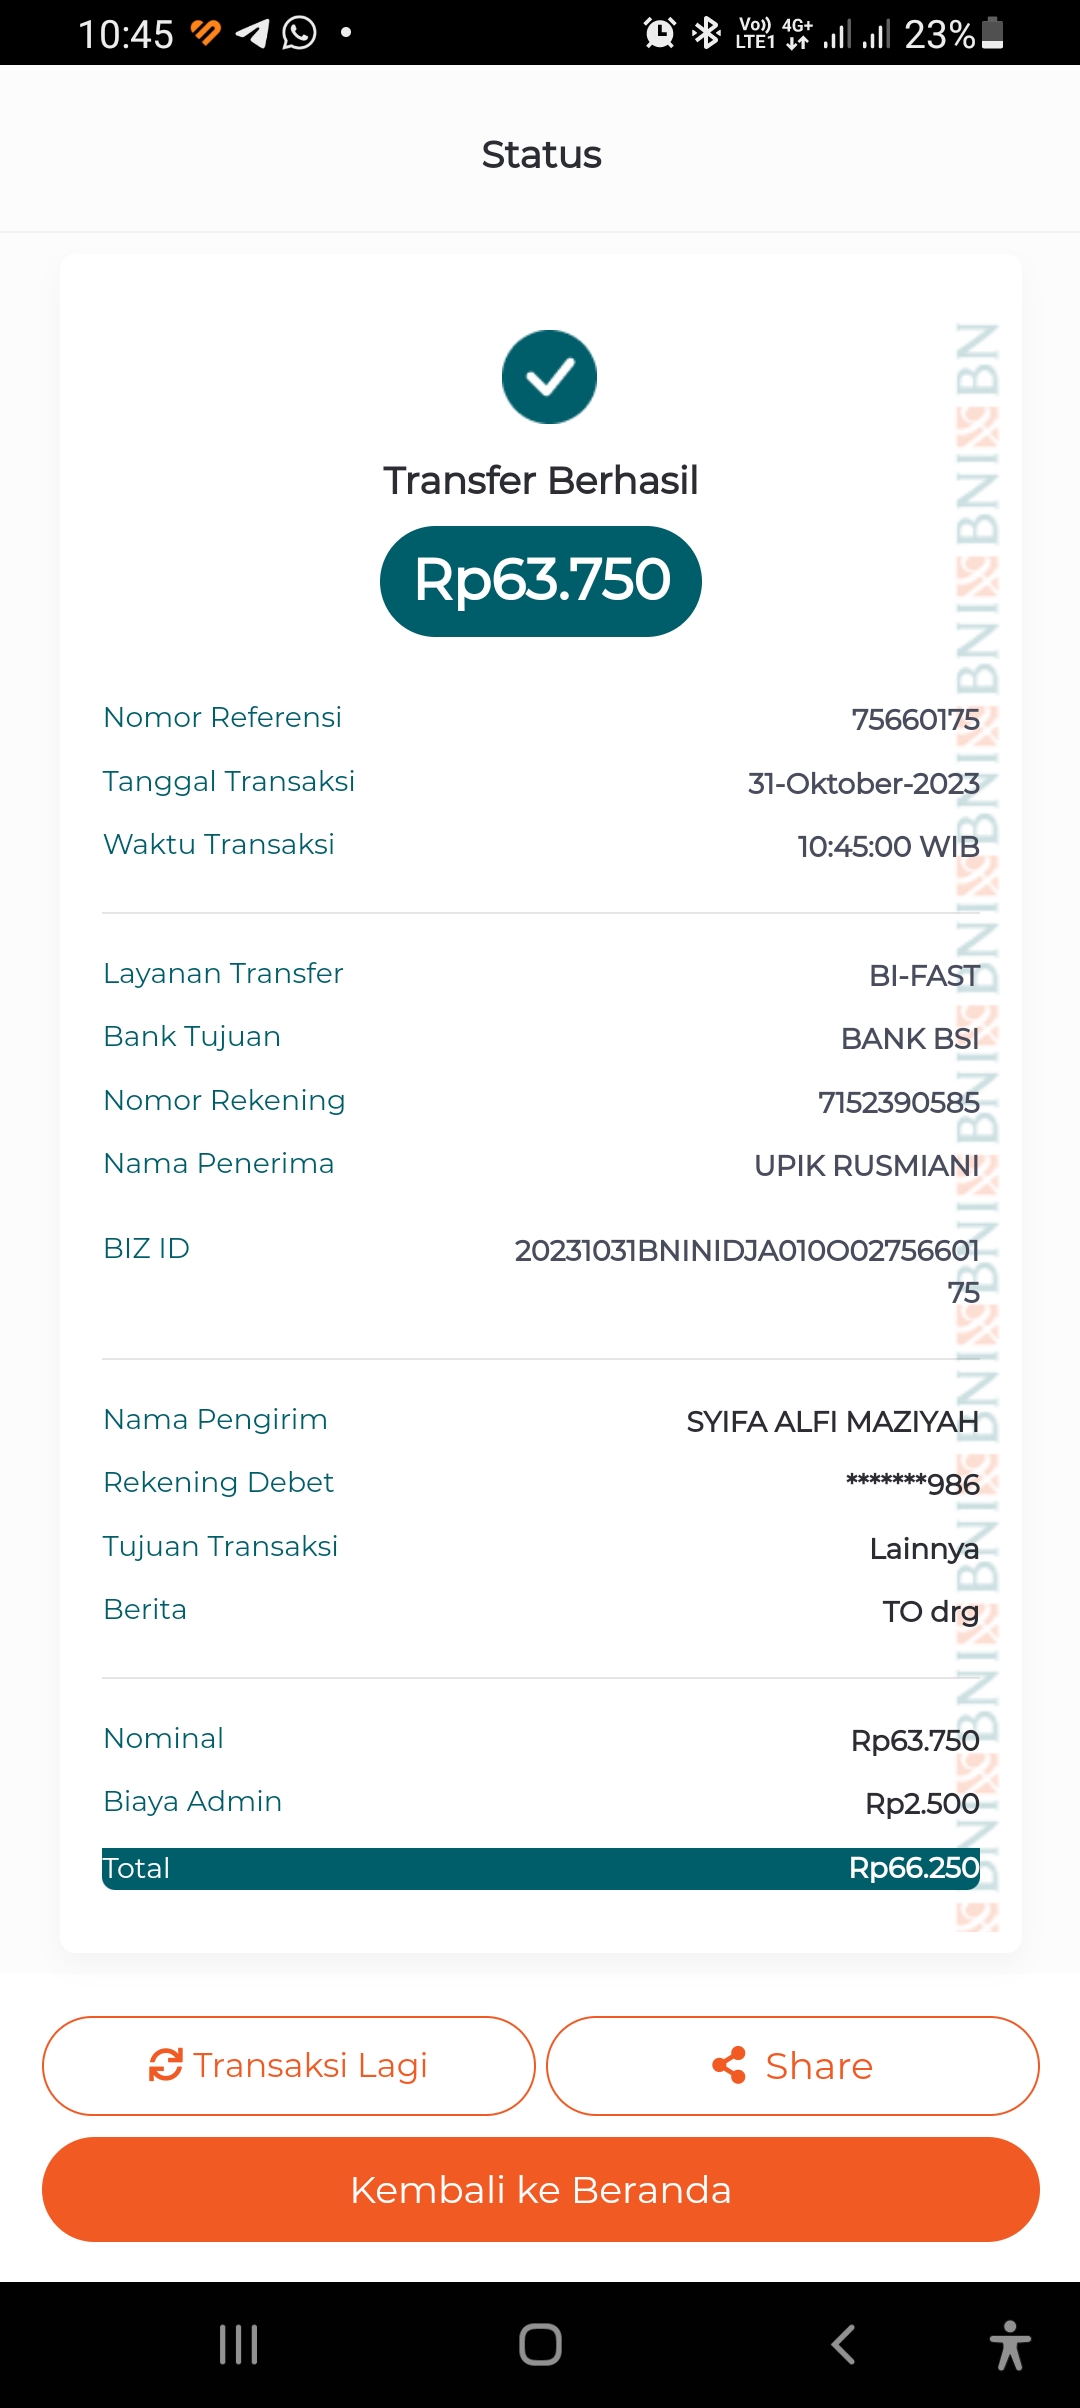 10:45
Vo)) LTE1 4G+ 23%
Status
Transfer Berhasil
Rp63.750
Nomor Referensi 75660175
Tanggal Transaksi 31-Oktober-2023
Waktu Transaksi 10:45:00 WIB
Layanan Transfer BI-FAST
Bank Tujuan BANK BSI
Nomor Rekening 7152390585
Nama Penerima UPIK RUSMIANI
BIZ ID 20231031BNINIDJA010O02756601
75
Nama Pengirim SYIFA ALFI MAZIYAH
Rekening Debet *******986
Tujuan Transaksi Lainnya
Berita TO drg
Nominal Rp63.750
Biaya Admin Rp2.500
Total Rp66.250
BNI BNI BNI BNI BNI BNI BNI BNI BNI BNI BN
Transaksi Lagi
Share
Kembali ke Beranda